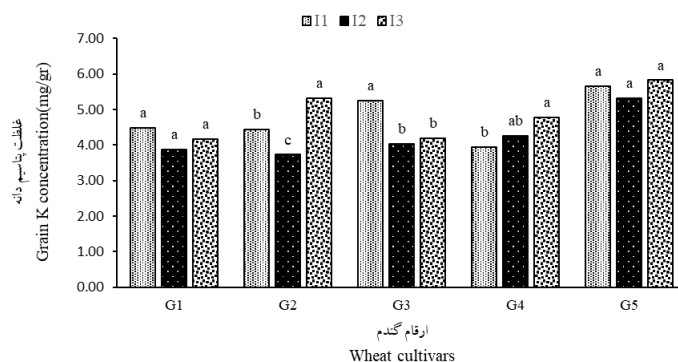 I1 I2 I3
7.00
6.00
5.00
4.00
3.00
2.00
1.00
0.00
غلظت پتاسیم دانه
Grain K concentration(mg/gr)
a a a b c a a b b b ab a a a a
G1 G2 G3 G4 G5
ارقام گندم
Wheat cultivars